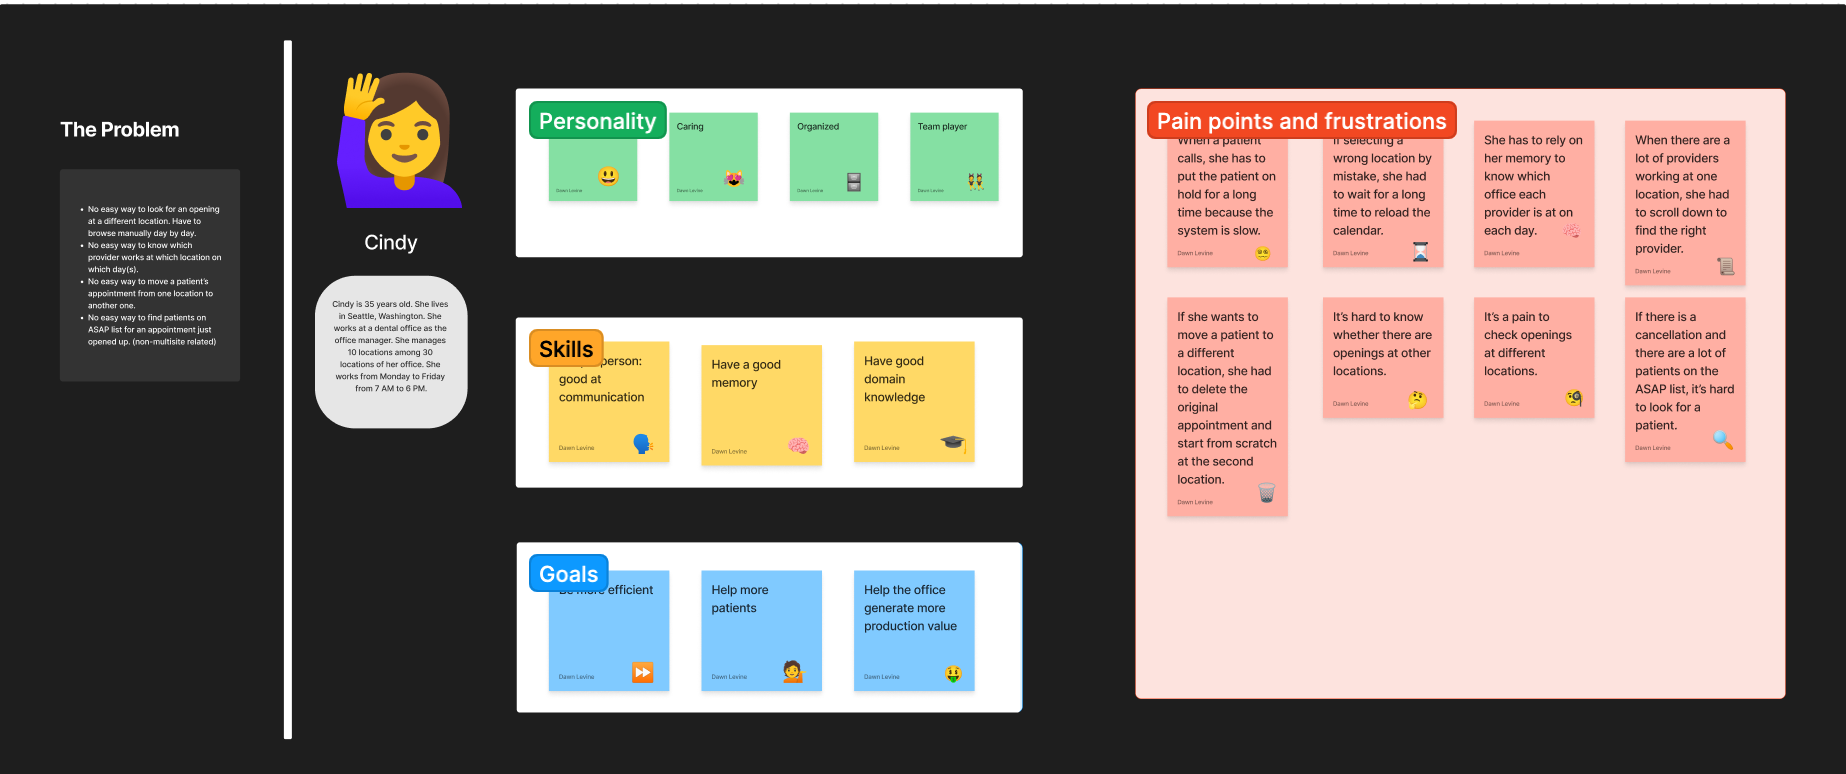 The Problem
No easy way to look for an opening
at a different location. Have to
browse manually day by day.
No easy way to know which
provider works at which location on
which day(s).
No easy way to move a patient's
appointment from one location to
another one.
No easy way to find patients on
ASAP list for an appointment just
opened up. (non-multisite related)
Cindy
Cindy is 35 years old. She lives
in Seattle, Washington. She
works at a dental office as the
office manager. She manages
10 locations among 30
locations of her office. She
works from Monday to Friday
from 7 AM to 6 PM.
Personality
Dawn Levine
Caring
Dawn Levine
Organized
Dawn Levine
Team player
Dawn Levine
Skills
person:
good at
communication
Dawn Levine
Have a good
memory
Dawn Levine
Have good
domain
knowledge
Dawn Levine
Goals
Be more efficient
Dawn Levine
Help more
patients
Dawn Levine
Help the office
generate more
production value
Dawn Levine
Pain points and frustrations
When a patient
calls, she has to
put the patient on
hold for a long
time because the
system is slow.
Dawn Levine
If selecting a
wrong location by
mistake, she had
to wait for a long
time to reload the
calendar.
Dawn Levine
She has to rely on
her memory to
know which
office each
provider is at on
each day.
Dawn Levine
When there are a
lot of providers
working at one
location, she had
to scroll down to
find the right
provider.
Dawn Levine
If she wants to
move a patient to
a different
location, she had
to delete the
original
appointment and
start from scratch
at the second
location.
Dawn Levine
It's hard to know
whether there are
openings at other
locations.
Dawn Levine
It's a pain to
check openings
at different
locations.
Dawn Levine
If there is a
cancellation and
there are a lot of
patients on the
ASAP list, it's hard
to look for a
patient.
Dawn Levine